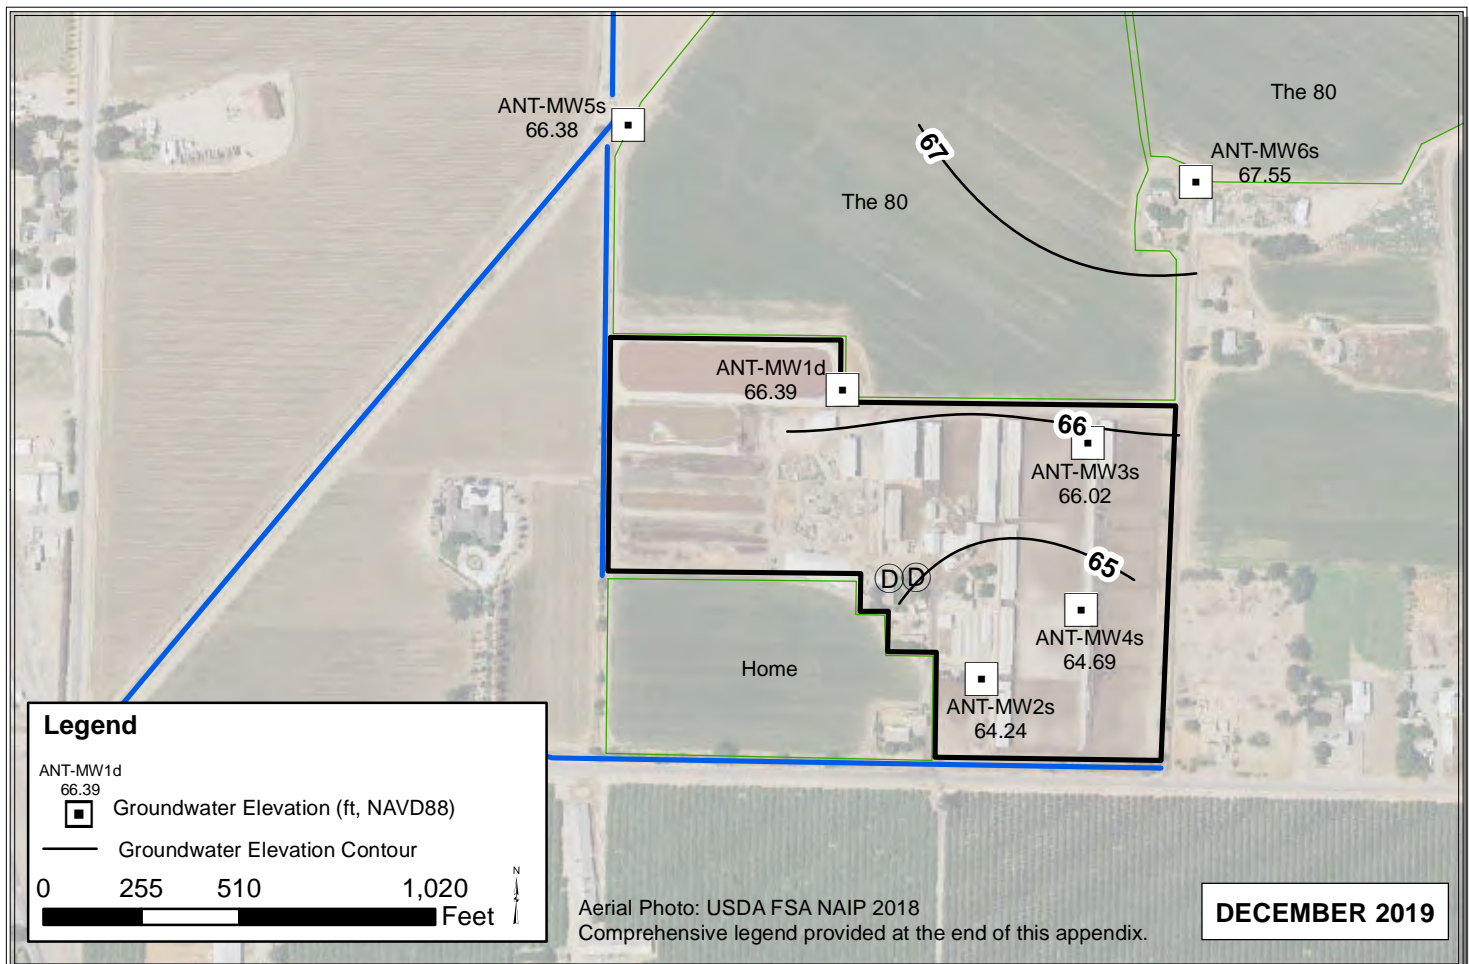 The 80
ANT-MW5s
66.38
67
ANT-MW6s
67.55
The 80
ANT-MW1d
66.39
66
ANT-MW3s
66.02
65
D D
ANT-MW4s
64.69
Home
ANT-MW2s
64.24
Legend
ANT-MW1d
66.39
Groundwater Elevation (ft, NAVD88)
Groundwater Elevation Contour
N
0 255 510 1,020
Feet
Aerial Photo: USDA FSA NAIP 2018
Comprehensive legend provided at the end of this appendix.
DECEMBER 2019